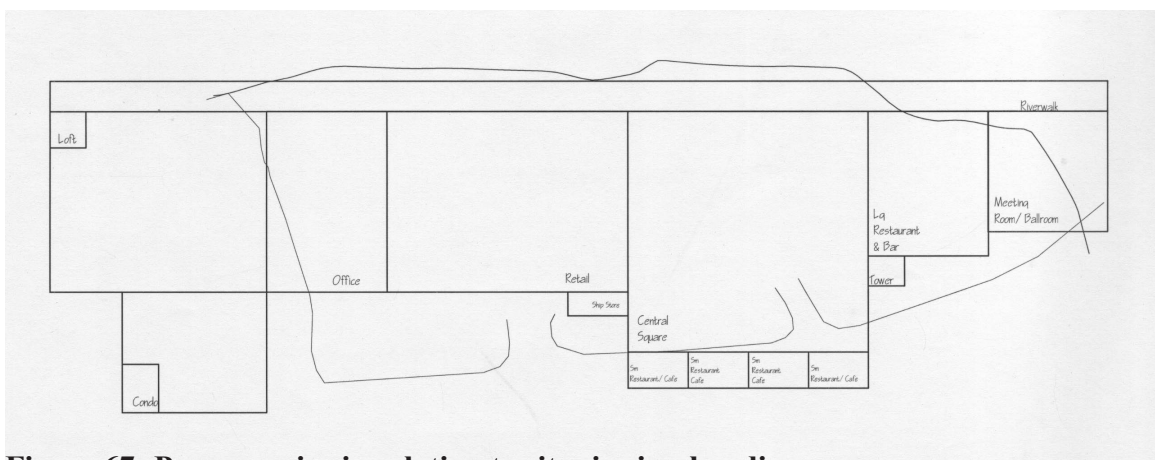 Riverwalk
Loft
Meeting
Room/ Ballroom
Lg
Restaurant
& Bar
Office
Retail
Tower
Ship Store
Central
Square
Sm
Restaurant/ Cafe
Sm
Restaurant
Cafe
Sm
Restaurant
Cafe
Sm
Restaurant/ Cafe
Condo